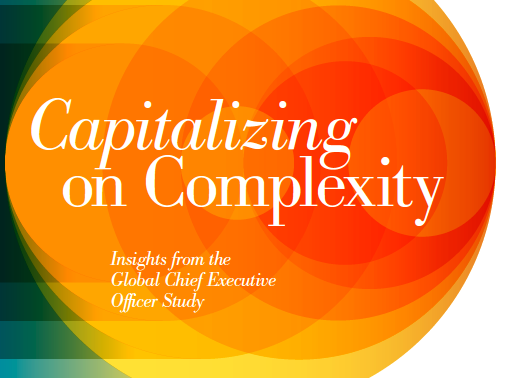 Capitalizing
on Complexity
Insights from the
Global Chief Executive
Officer Study